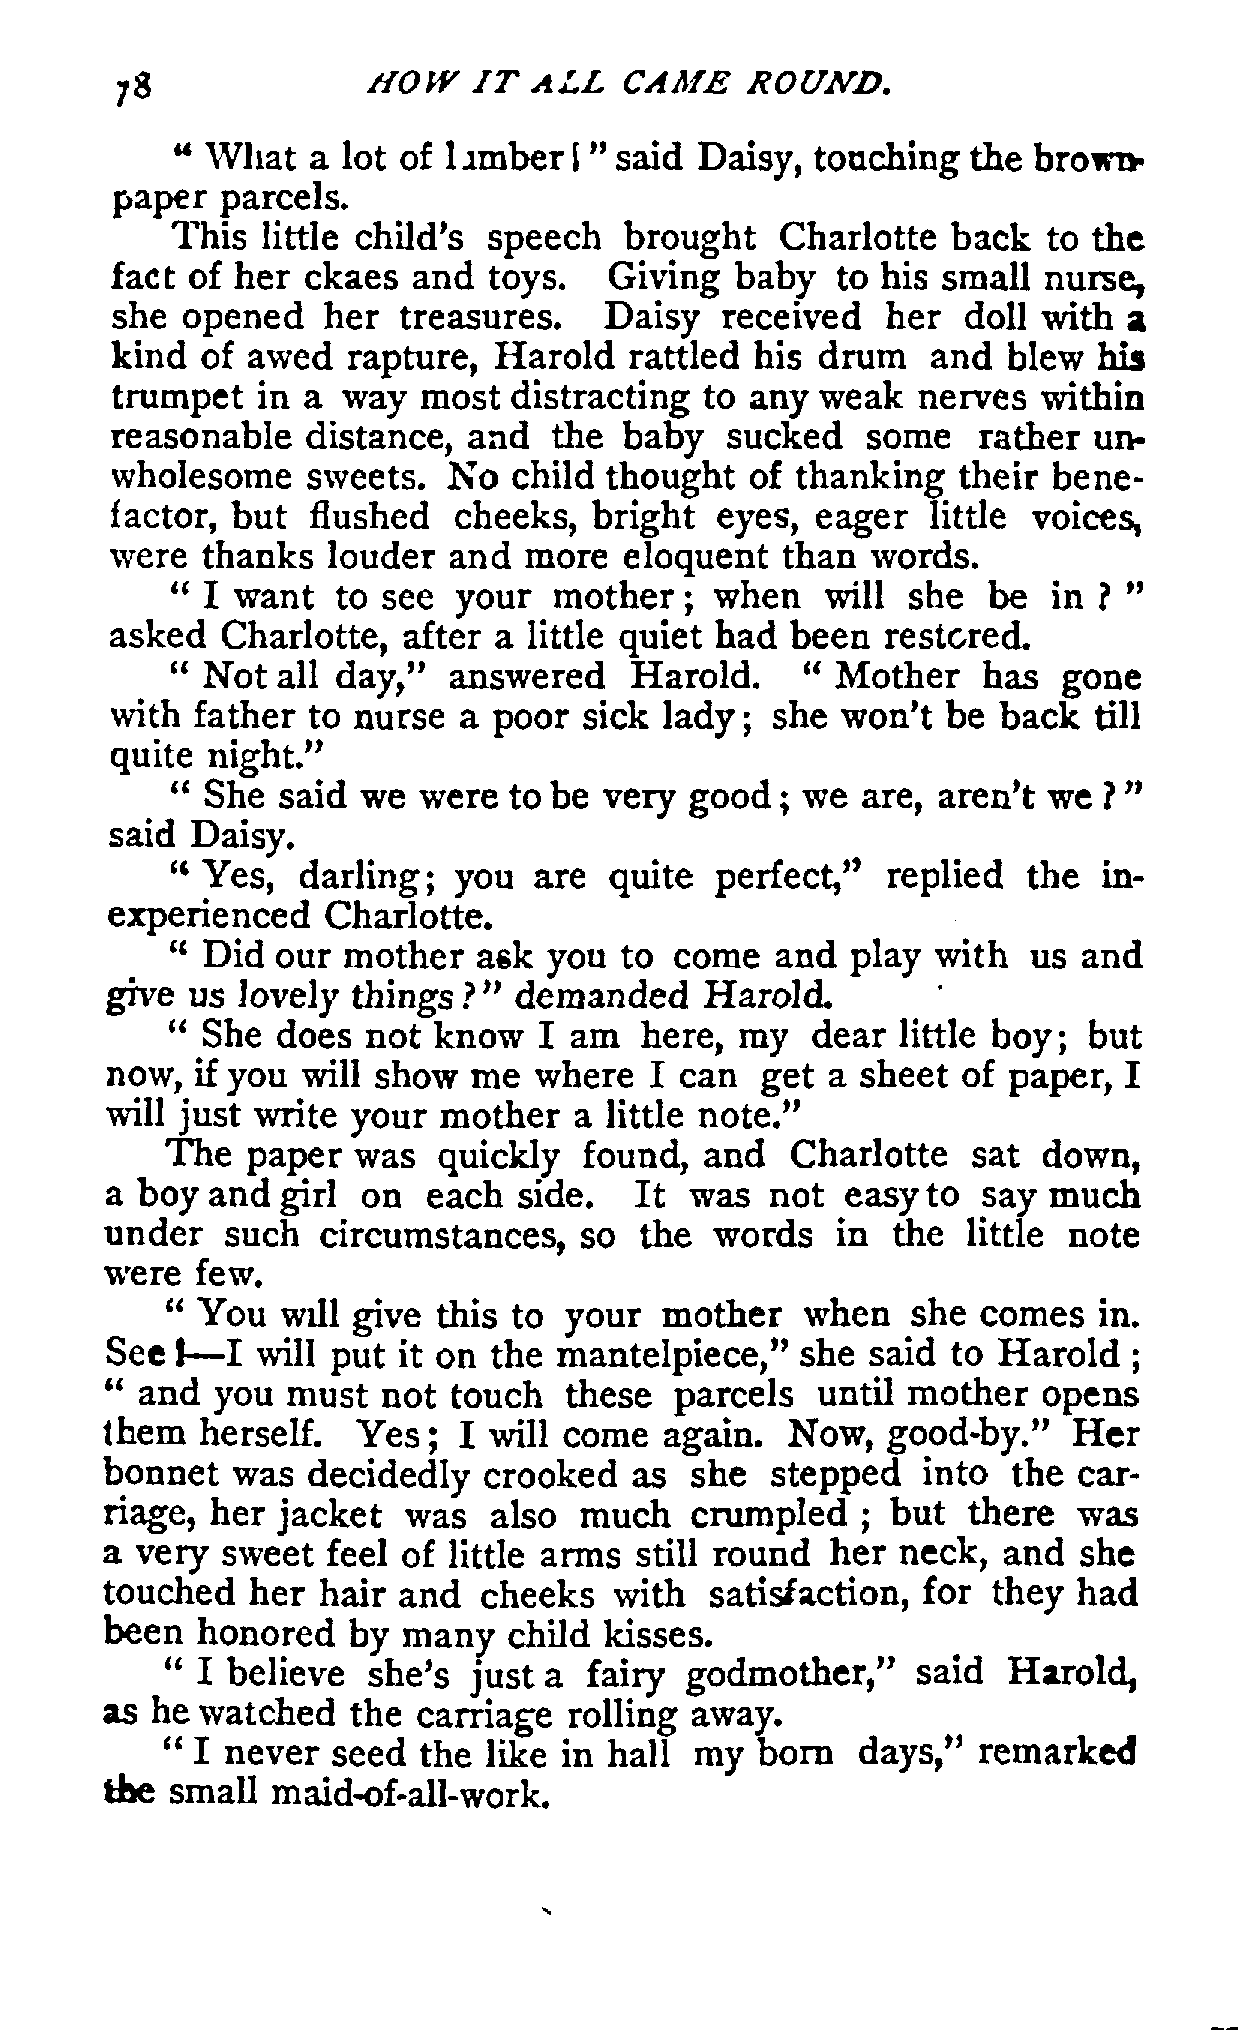 78 HOW IT ALL CAME ROUND.
" What a lot of lumber!" said Daisy, touching the brown-
paper parcels.
This little child's speech brought Charlotte back to the
fact of her ckaes and toys. Giving baby to his small nurse,
she opened her treasures. Daisy received her doll with a
kind of awed rapture, Harold rattled his drum and blew his
trumpet in a way most distracting to any weak nerves within
reasonable distance, and the baby sucked some rather un-
wholesome sweets. No child thought of thanking their bene-
factor, but flushed cheeks, bright eyes, eager little voices,
were thanks louder and more eloquent than words.
" I want to see your mother; when will she be in ? "
asked Charlotte, after a little quiet had been restored.
" Not all day," answered Harold. " Mother has gone
with father to nurse a poor sick lady; she won't be back till
quite night."
" She said we were to be very good; we are, aren't we ? "
said Daisy.
" Yes, darling; you are quite perfect," replied the in-
experienced Charlotte.
" Did our mother ask you to come and play with us and
give us lovely things ? " demanded Harold.
" She does not know I am here, my dear little boy; but
now, if you will show me where I can get a sheet of paper, I
will just write your mother a little note."
The paper was quickly found, and Charlotte sat down,
a boy and girl on each side. It was not easy to say much
under such circumstances, so the words in the little note
were few.
" You will give this to your mother when she comes in.
See !—I will put it on the mantelpiece," she said to Harold ;
" and you must not touch these parcels until mother opens
them herself. Yes; I will come again. Now, good-by." Her
bonnet was decidedly crooked as she stepped into the car-
riage, her jacket was also much crumpled ; but there was
a very sweet feel of little arms still round her neck, and she
touched her hair and cheeks with satisfaction, for they had
been honored by many child kisses.
" I believe she's just a fairy godmother," said Harold,
as he watched the carriage rolling away.
" I never seed the like in hall my born days," remarked
the small maid-of-all-work.